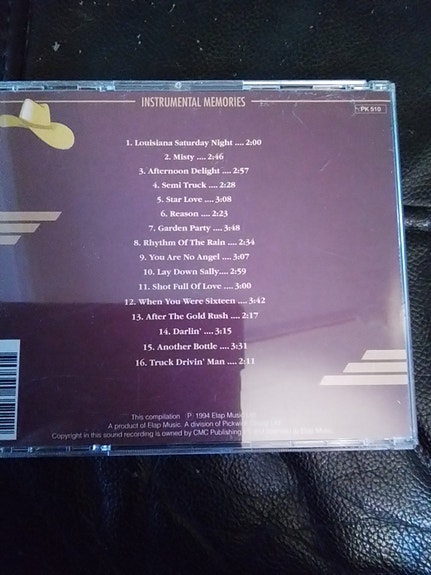 INSTRUMENTAL MEMORIES
PK 510
1. Louisiana Saturday Night .... 2:00
2. Misty .... 2:46
3. Afternoon Delight .... 2:57
4. Semi Truck .... 2:28
5. Star Love .... 3:08
6. Reason .... 2:23
7. Garden Party .... 3:48
8. Rhythm Of The Rain .... 2:34
9. You Are No Angel .... 3:07
10. Lay Down Sally.... 2:59
11. Shot Full Of Love .... 3:00
12. When You Were Sixteen .... 3:42
13. After The Gold Rush .... 2:17
14. Darlin' .... 3:15
15. Another Bottle .... 3:31
16. Truck Drivin' Man .... 2:11
This compilation Ⓟ 1994 Elap Music
A product of Elap Music. A division of Pickwick
Copyright in this sound recording is owned by CMC Publishing Elap Music